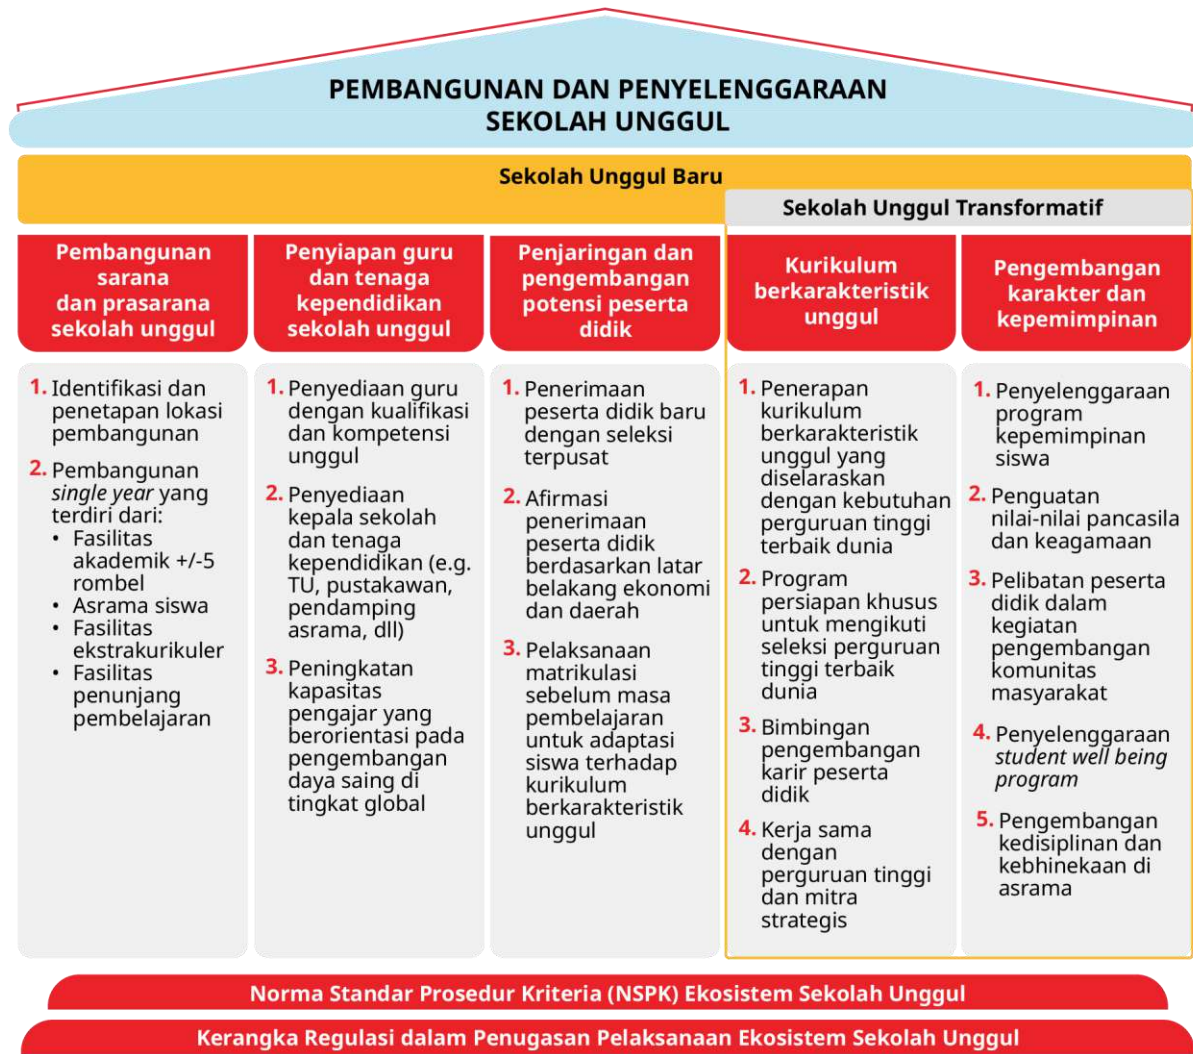 PEMBANGUNAN DAN PENYELENGGARAAN
SEKOLAH UNGGUL
Sekolah Unggul Baru
Sekolah Unggul Transformatif
Pembangunan
sarana
dan prasarana
sekolah unggul
1. Identifikasi dan
penetapan lokasi
pembangunan
2. Pembangunan
single year yang
terdiri dari:
• Fasilitas
akademik +/-5
rombel
• Asrama siswa
• Fasilitas
ekstrakurikuler
• Fasilitas
penunjang
pembelajaran
Penyiapan guru
dan tenaga
kependidikan
sekolah unggul
1. Penyediaan guru
dengan kualifikasi
dan kompetensi
unggul
2. Penyediaan
kepala sekolah
dan tenaga
kependidikan (e.g.
TU, pustakawan,
pendamping
asrama, dll)
3. Peningkatan
kapasitas
pengajar yang
berorientasi pada
pengembangan
daya saing di
tingkat global
Penjaringan dan
pengembangan
potensi peserta
didik
1. Penerimaan
peserta didik baru
dengan seleksi
terpusat
2. Afirmasi
penerimaan
peserta didik
berdasarkan latar
belakang ekonomi
dan daerah
3. Pelaksanaan
matrikulasi
sebelum masa
pembelajaran
untuk adaptasi
siswa terhadap
kurikulum
berkarakteristik
unggul
Kurikulum
berkarakteristik
unggul
1. Penerapan
kurikulum
berkarakteristik
unggul yang
diselaraskan
dengan kebutuhan
perguruan tinggi
terbaik dunia
2. Program
persiapan khusus
untuk mengikuti
seleksi perguruan
tinggi terbaik
dunia
3. Bimbingan
pengembangan
karir peserta
didik
4. Kerja sama
dengan
perguruan tinggi
dan mitra
strategis
Pengembangan
karakter dan
kepemimpinan
1. Penyelenggaraan
program
kepemimpinan
siswa
2. Penguatan
nilai-nilai pancasila
dan keagamaan
3. Pelibatan peserta
didik dalam
kegiatan
pengembangan
komunitas
masyarakat
4. Penyelenggaraan
student well being
program
5. Pengembangan
kedisiplinan dan
kebhinekaan di
asrama
Norma Standar Prosedur Kriteria (NSPK) Ekosistem Sekolah Unggul
Kerangka Regulasi dalam Penugasan Pelaksanaan Ekosistem Sekolah Unggul